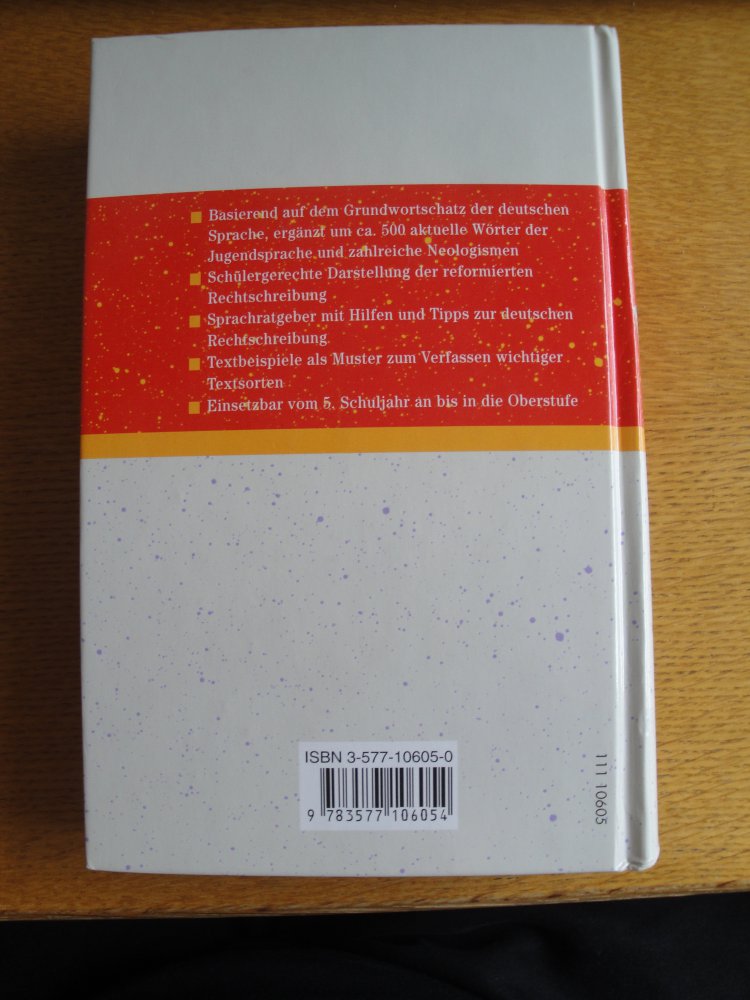 Basierend auf dem Grundwortschatz der deutschen
Sprache, ergänzt um ca. 500 aktuelle Wörter der
Jugendsprache und zahlreiche Neologismen
Schülergerechte Darstellung der reformierten
Rechtschreibung
Sprachratgeber mit Hilfen und Tipps zur deutschen
Rechtschreibung
Textbeispiele als Muster zum Verfassen wichtiger
Textsorten
Einsetzbar vom 5. Schuljahr an bis in die Oberstufe
ISBN 3-577-10605-0
9 783577 106054
111 10605